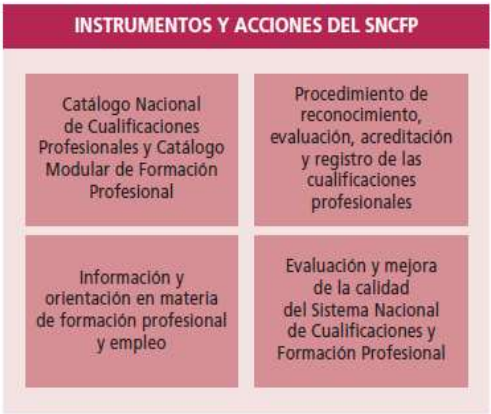 INSTRUMENTOS Y ACCIONES DEL SNCFP
Catálogo Nacional
de Cualificaciones
Profesionales y Catálogo
Modular de Formación
Profesional
Procedimiento de
reconocimiento,
evaluación, acreditación
y registro de las
cualificaciones
profesionales
Información y
orientación en materia
de formación profesional
y empleo
Evaluación y mejora
de la calidad
del Sistema Nacional
de Cualificaciones y
Formación Profesional